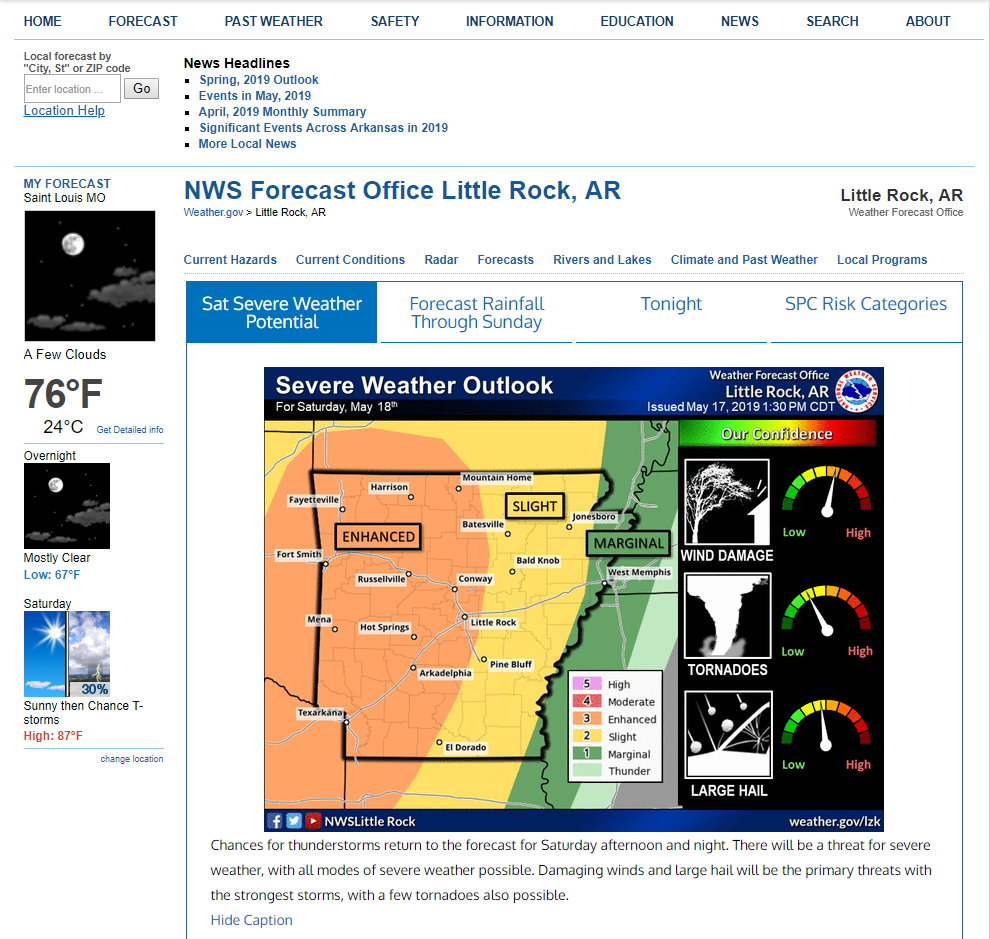 HOME FORECAST PAST WEATHER SAFETY INFORMATION EDUCATION NEWS SEARCH ABOUT
Local forecast by
"City, St" or ZIP code
Enter location ... Go
Location Help
News Headlines
Spring, 2019 Outlook
Events in May, 2019
April, 2019 Monthly Summary
Significant Events Across Arkansas in 2019
More Local News
MY FORECAST
Saint Louis MO
A Few Clouds
76°F
24°C Get Detailed info
Overnight
Mostly Clear
Low: 67°F
Saturday
30%
Sunny then Chance T-
storms
High: 87°F
change location
NWS Forecast Office Little Rock, AR
Weather.gov > Little Rock, AR
Little Rock, AR
Weather Forecast Office
Current Hazards Current Conditions Radar Forecasts Rivers and Lakes Climate and Past Weather Local Programs
Sat Severe Weather
Potential
Forecast Rainfall
Through Sunday
Tonight
SPC Risk Categories
Severe Weather Outlook
For Saturday, May 18th
Weather Forecast Office
Little Rock, AR
Issued May 17, 2019 1:30 PM CDT
Mountain Home
Harrison
Fayetteville
SLIGHT
Jonesboro
Batesville
ENHANCED
MARGINAL
Fort Smith
Bald Knob
West Memphis
Russellville
Conway
Mena
Hot Springs
Little Rock
Pine Bluff
Arkadelphia
Texarkana
El Dorado
5 High
4 Moderate
3 Enhanced
2 Slight
1 Marginal
Thunder
Our Confidence
Low High
WIND DAMAGE
Low High
TORNADOES
Low High
LARGE HAIL
NWSLittle Rock
weather.gov/lzk
Chances for thunderstorms return to the forecast for Saturday afternoon and night. There will be a threat for severe
weather, with all modes of severe weather possible. Damaging winds and large hail will be the primary threats with
the strongest storms, with a few tornadoes also possible.
Hide Caption